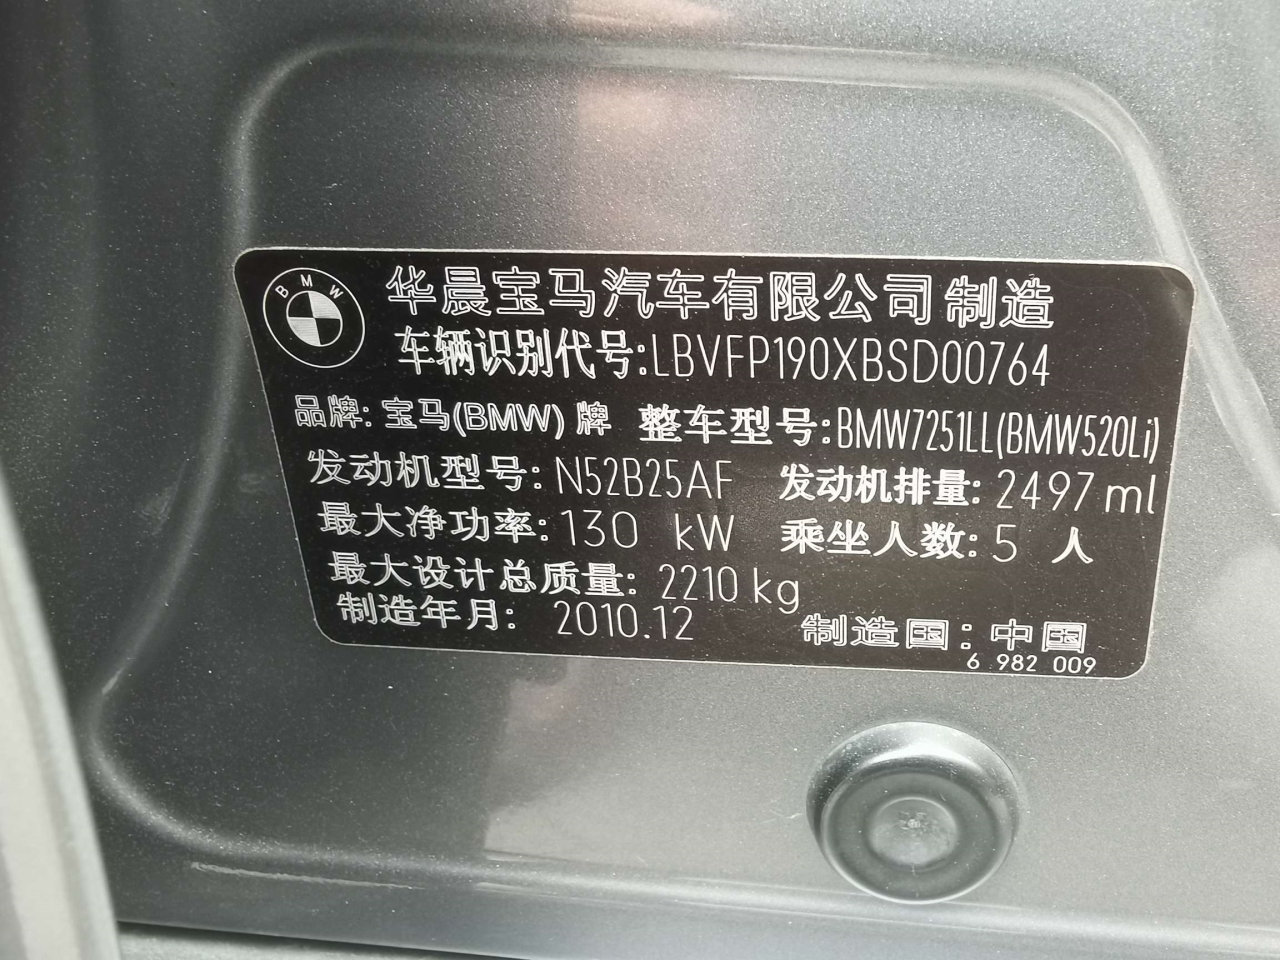 BMW
华晨宝马汽车有限公司制造
车辆识别代号:LBVFP190XBSD00764
品牌: 宝马(BMW) 牌 整车型号:BMW7251LL(BMW520Li)
发动机型号: N52B25AF 发动机排量: 2497 ml
最大净功率: 130 kW 乘坐人数: 5 人
最大设计总质量: 2210 kg
制造年月: 2010.12 制造国: 中国
6 982 009